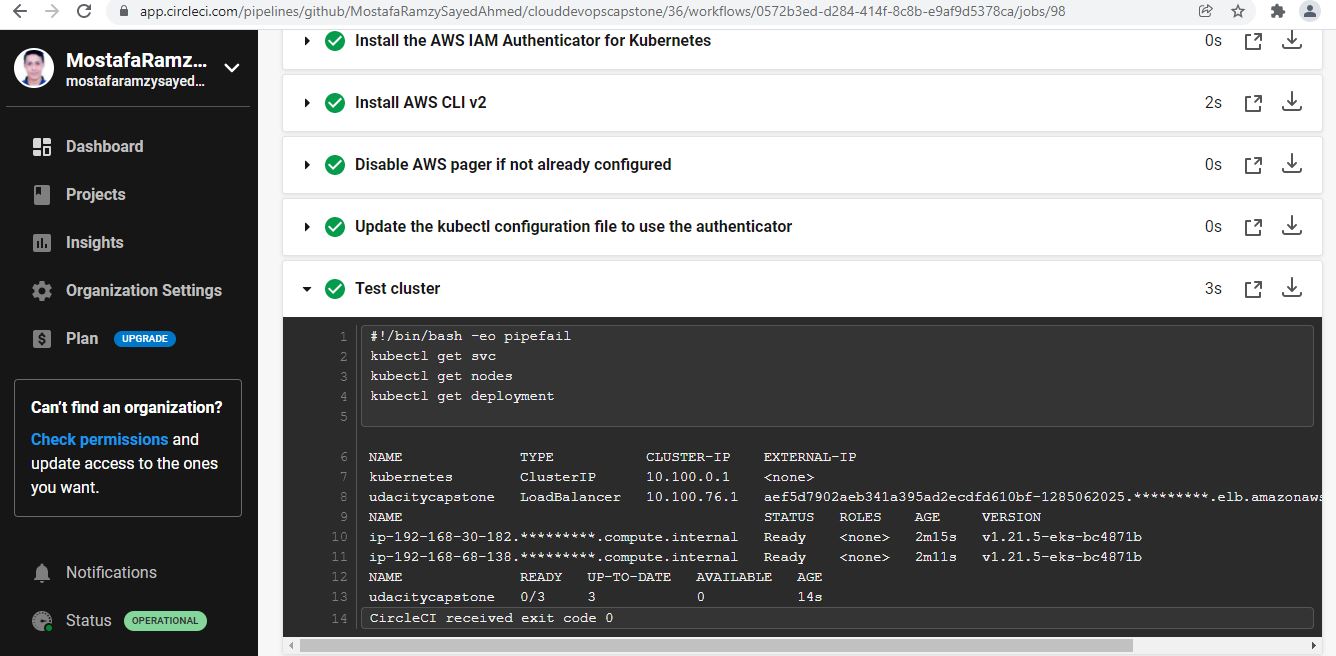 app.circleci.com/pipelines/github/MostafaRamzySayedAhmed/clouddevopscapstone/36/workflows/0572b3ed-d284-414f-8c8b-e9af9d5378ca/jobs/98
MostafaRamz...
mostafaramzysayed...
Dashboard
Projects
Insights
Organization Settings
Plan UPGRADE
Can't find an organization?
Check permissions and
update access to the ones
you want.
Notifications
Status OPERATIONAL
Install the AWS IAM Authenticator for Kubernetes 0s
Install AWS CLI v2 2s
Disable AWS pager if not already configured 0s
Update the kubectl configuration file to use the authenticator 0s
Test cluster 3s
1 #!/bin/bash -eo pipefail
2 kubectl get svc
3 kubectl get nodes
4 kubectl get deployment
5
6 NAME TYPE CLUSTER-IP EXTERNAL-IP
7 kubernetes ClusterIP 10.100.0.1 <none>
8 udacitycapstone LoadBalancer 10.100.76.1 aef5d7902aeb341a395ad2ecdfd610bf-1285062025.*********.elb.amazonaws
9 NAME STATUS ROLES AGE VERSION
10 ip-192-168-30-182.*********.compute.internal Ready <none> 2m15s v1.21.5-eks-bc4871b
11 ip-192-168-68-138.*********.compute.internal Ready <none> 2m11s v1.21.5-eks-bc4871b
12 NAME READY UP-TO-DATE AVAILABLE AGE
13 udacitycapstone 0/3 3 0 14s
14 CircleCI received exit code 0